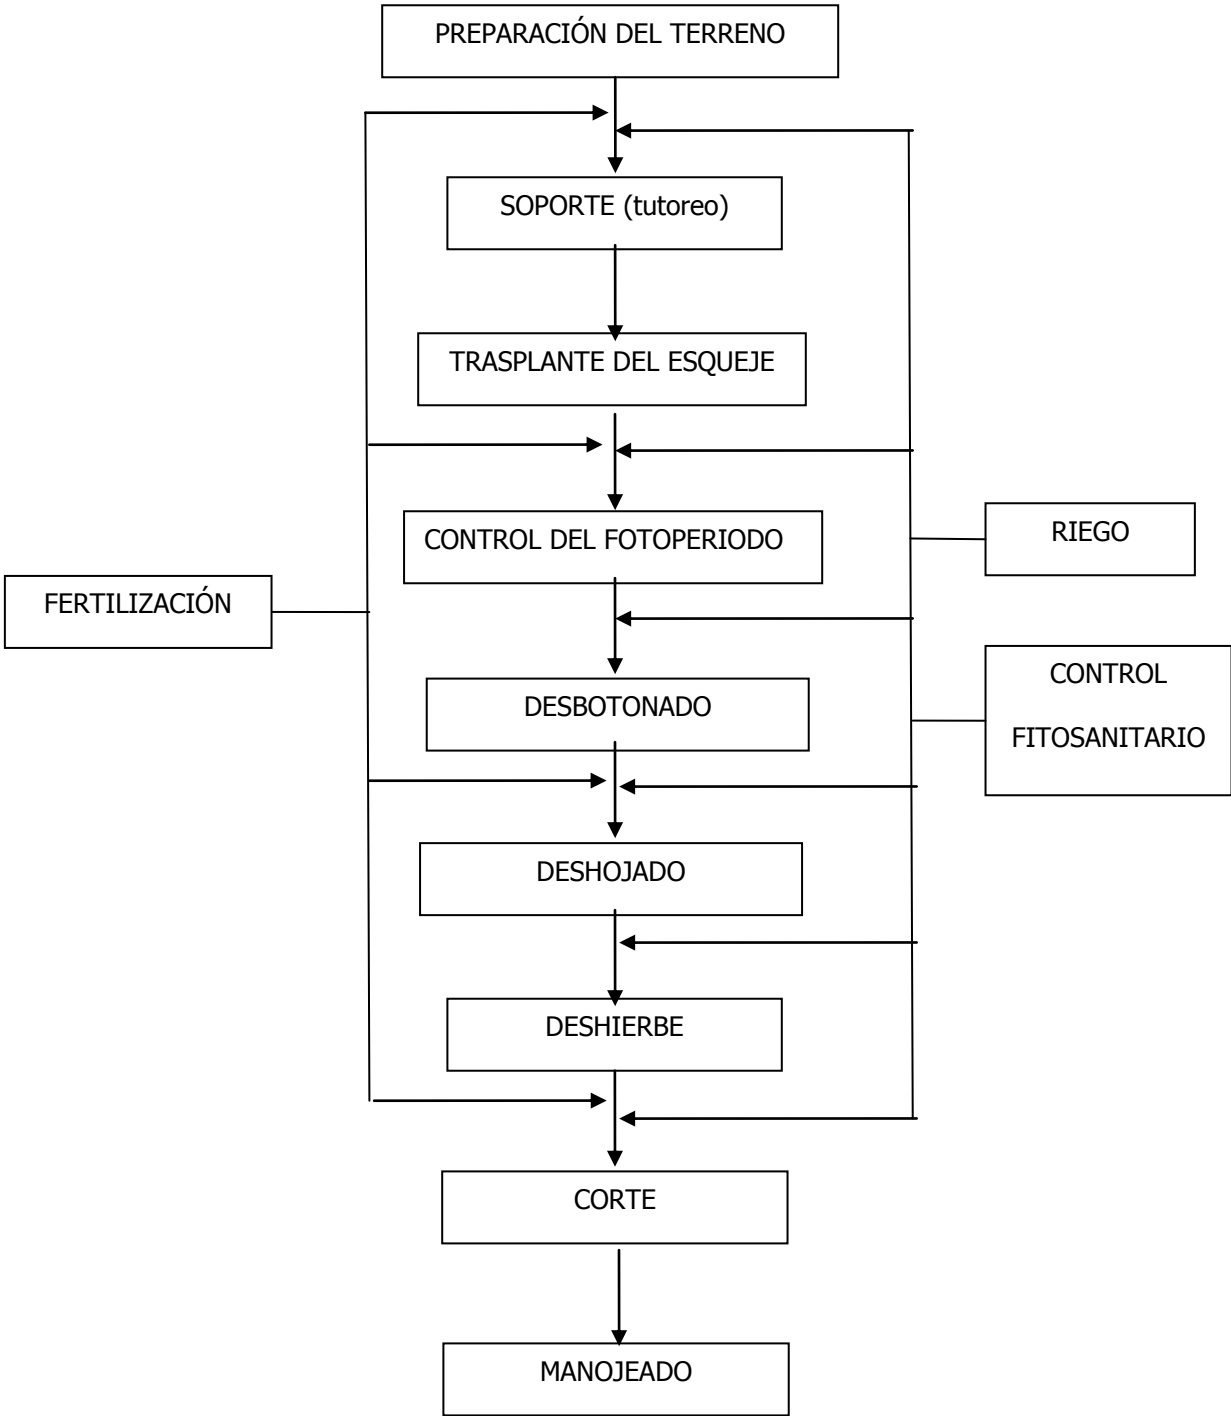 PREPARACIÓN DEL TERRENO
SOPORTE (tutoreo)
TRASPLANTE DEL ESQUEJE
CONTROL DEL FOTOPERIODO
RIEGO
FERTILIZACIÓN
CONTROL
FITOSANITARIO
DESBOTONADO
DESHOJADO
DESHIERBE
CORTE
MANOJEADO